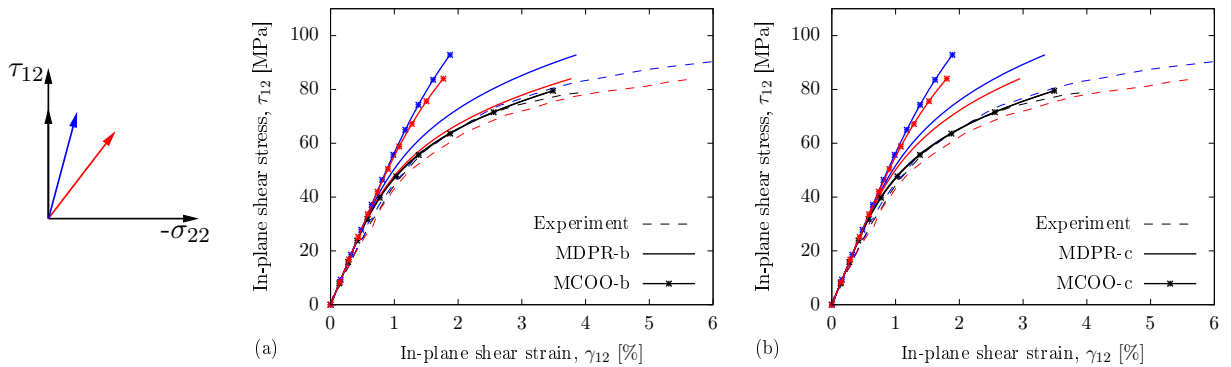 τ12
-σ22
In-plane shear stress, τ12 [MPa]
100
80
60
40
20
0
0 1 2 3 4 5 6
In-plane shear strain, γ12 [%]
Experiment
MDPR-b
MCOO-b
(a)
In-plane shear stress, τ12 [MPa]
100
80
60
40
20
0
0 1 2 3 4 5 6
In-plane shear strain, γ12 [%]
Experiment
MDPR-c
MCOO-c
(b)